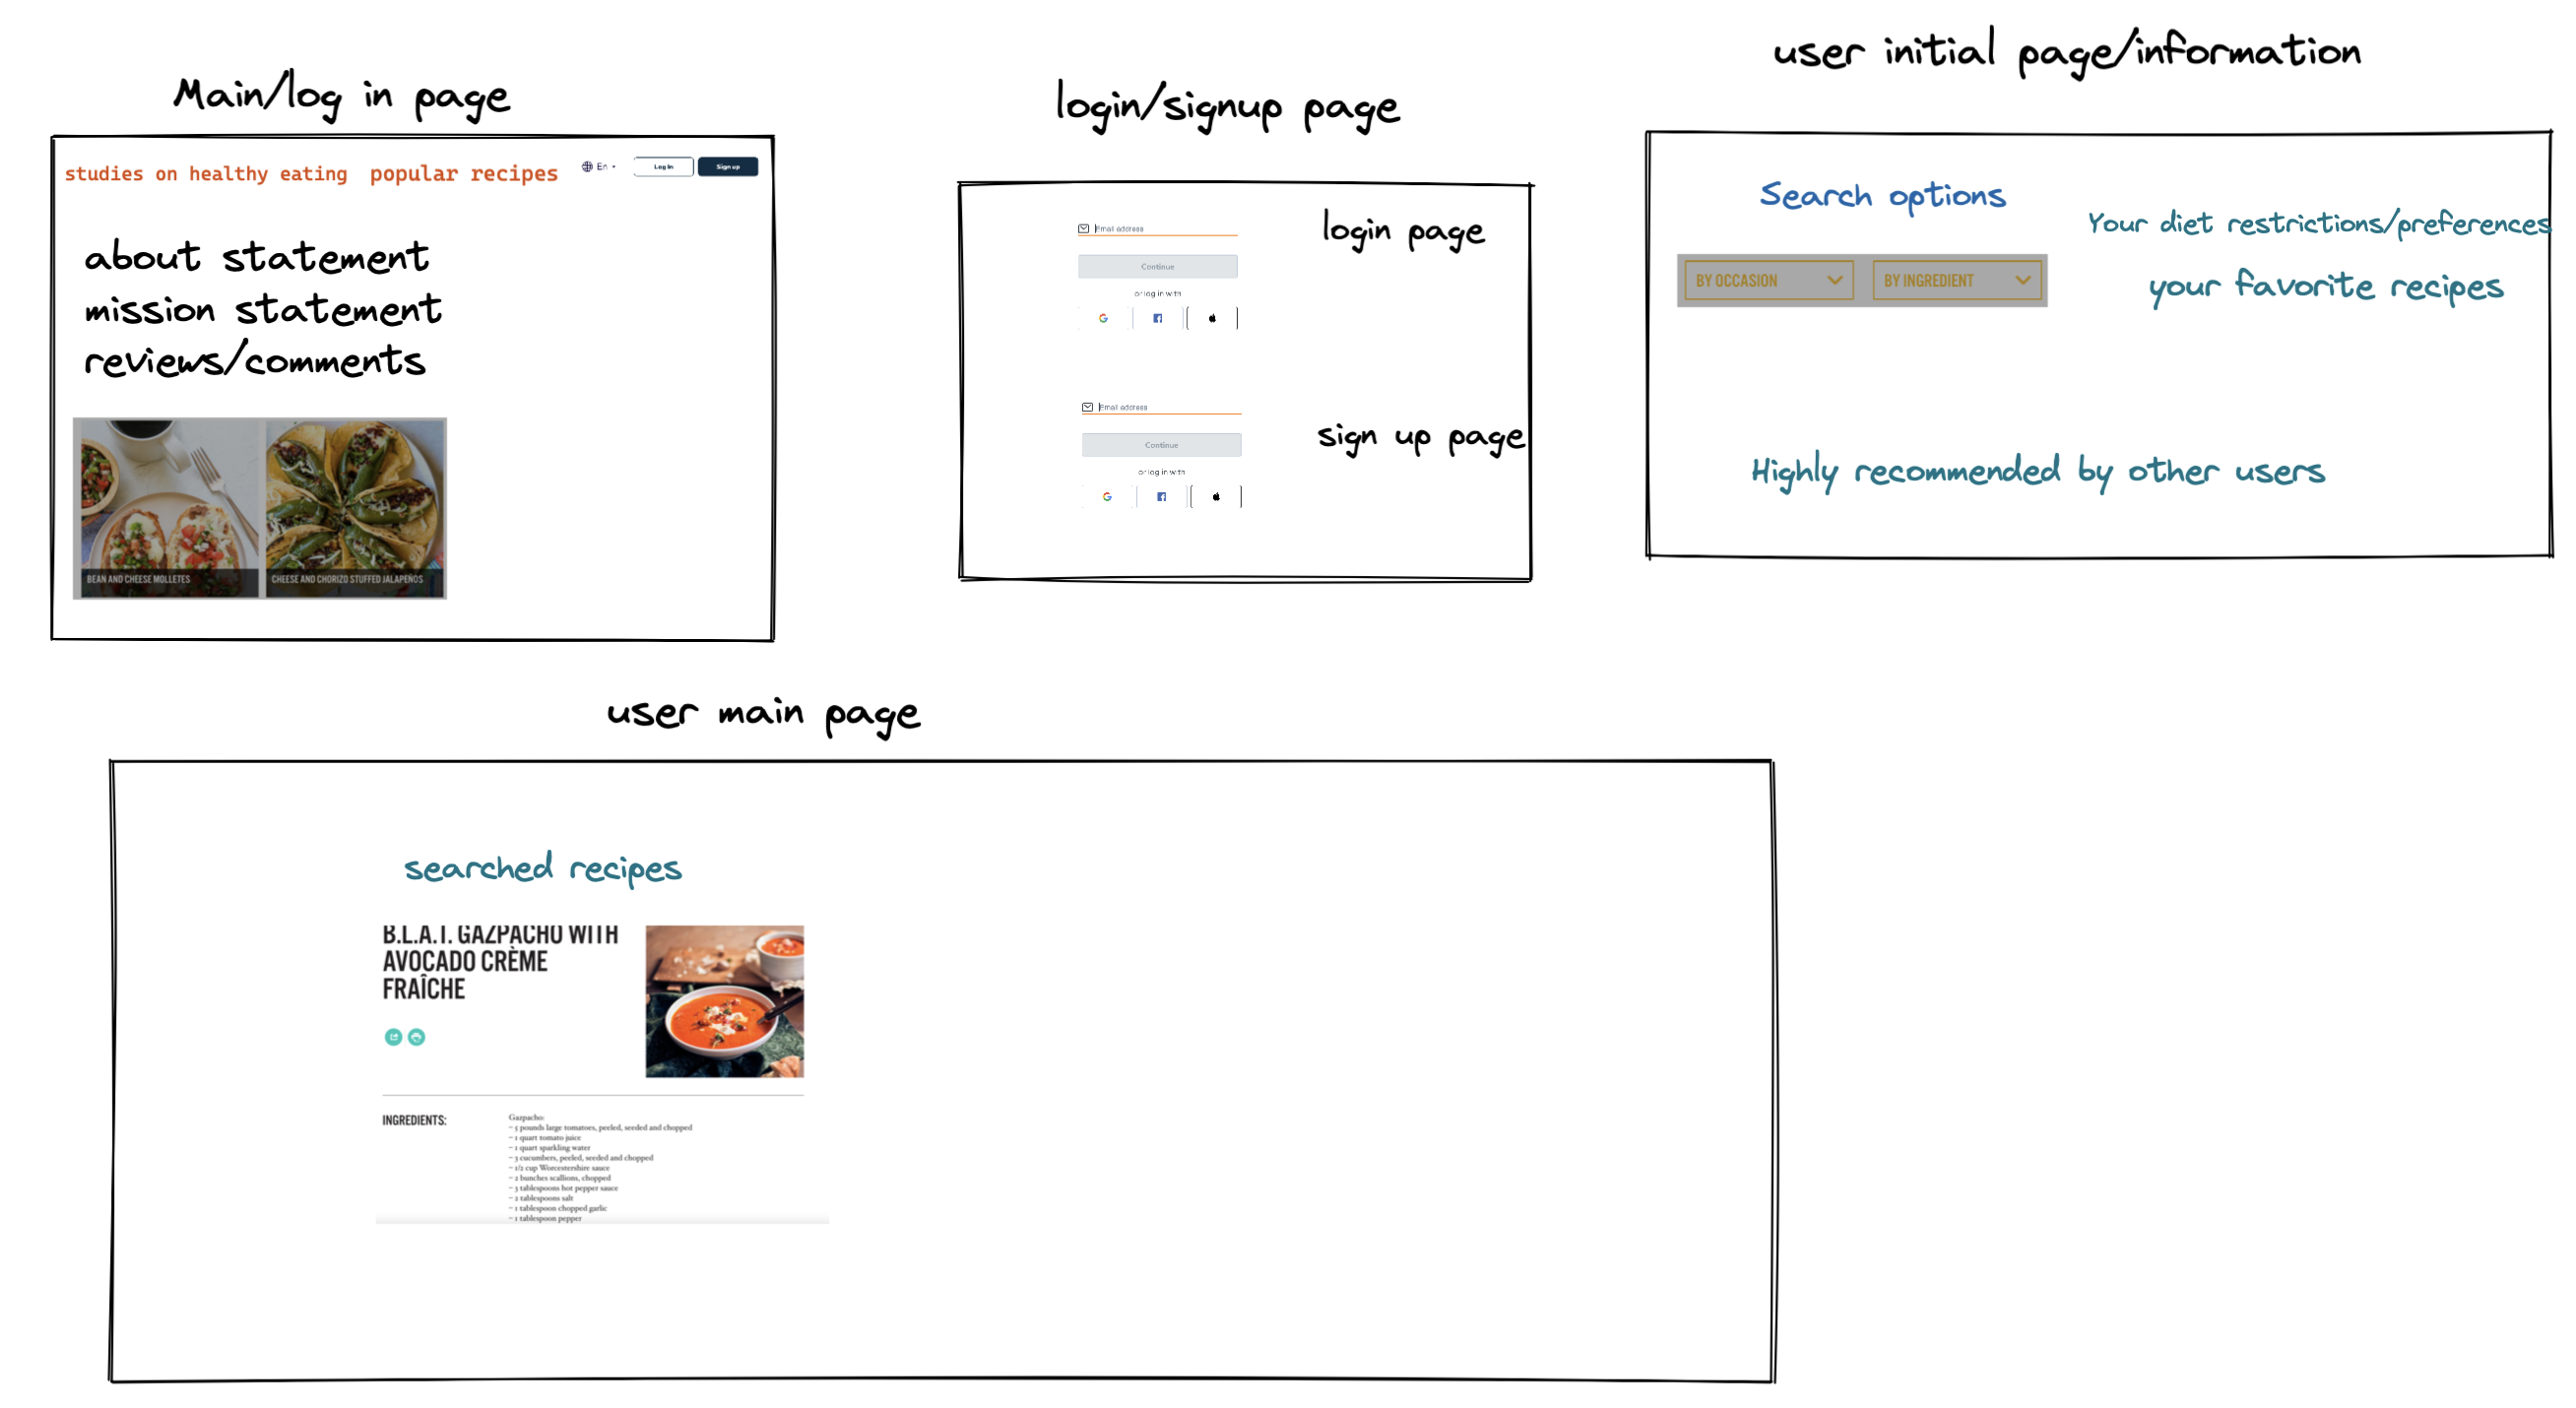 Main/log in page
studies on healthy eating popular recipes En Log In Sign up
about statement
mission statement
reviews/comments
BEAN AND CHEESE MOLLETES
CHEESE AND CHORIZO STUFFED JALAPEÑOS
login/signup page
Email address
login page
Continue
or log in with
Email address
sign up page
Continue
or log in with
user initial page/information
Search options
Your diet restrictions/preferences
BY OCCASION
BY INGREDIENT
your favorite recipes
Highly recommended by other users
user main page
searched recipes
B.L.A.T. GAZPACHO WITH
AVOCADO CRÈME
FRAÎCHE
INGREDIENTS:
Gazpacho:
~ 5 pounds large tomatoes, peeled, seeded and chopped
~ 1 quart tomato juice
~ 1 quart sparkling water
~ 3 cucumbers, peeled, seeded and chopped
~ 1/2 cup Worcestershire sauce
~ 2 bunches scallions, chopped
~ 3 tablespoons hot pepper sauce
~ 2 tablespoons salt
~ 1 tablespoon chopped garlic
~ 1 tablespoon pepper